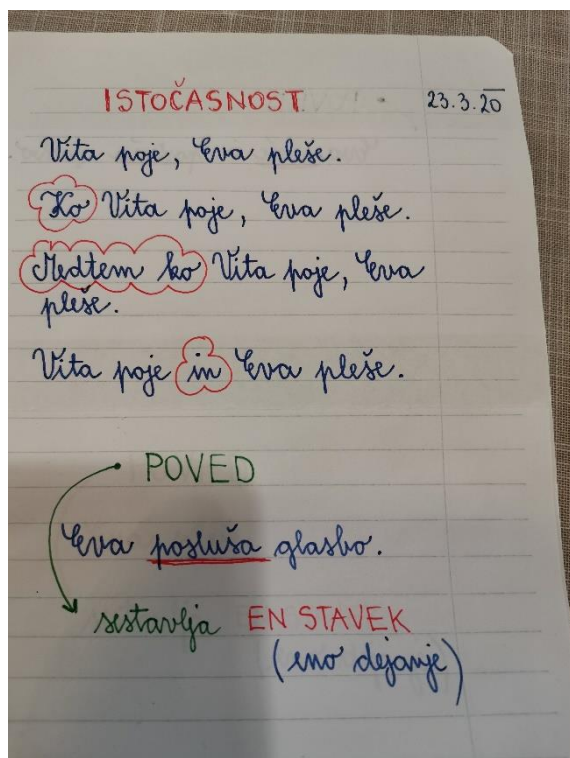 ISTOČASNOST 23.3.20
Vita poje, Eva pleše.
Ko Vita poje, Eva pleše.
Medtem ko Vita poje, Eva
pleše.
Vita poje in Eva pleše.
POVED
Eva posluša glasbo.
sestavlja EN STAVEK
(eno dejanje)